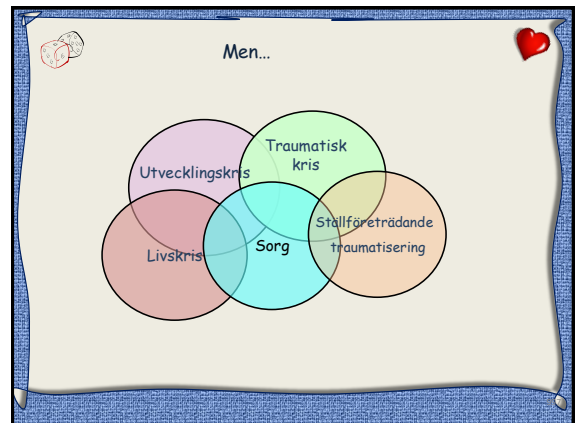 Men...
Traumatisk
kris
Utvecklingskris
Ställföreträdande
traumatisering
Sorg
Livskris